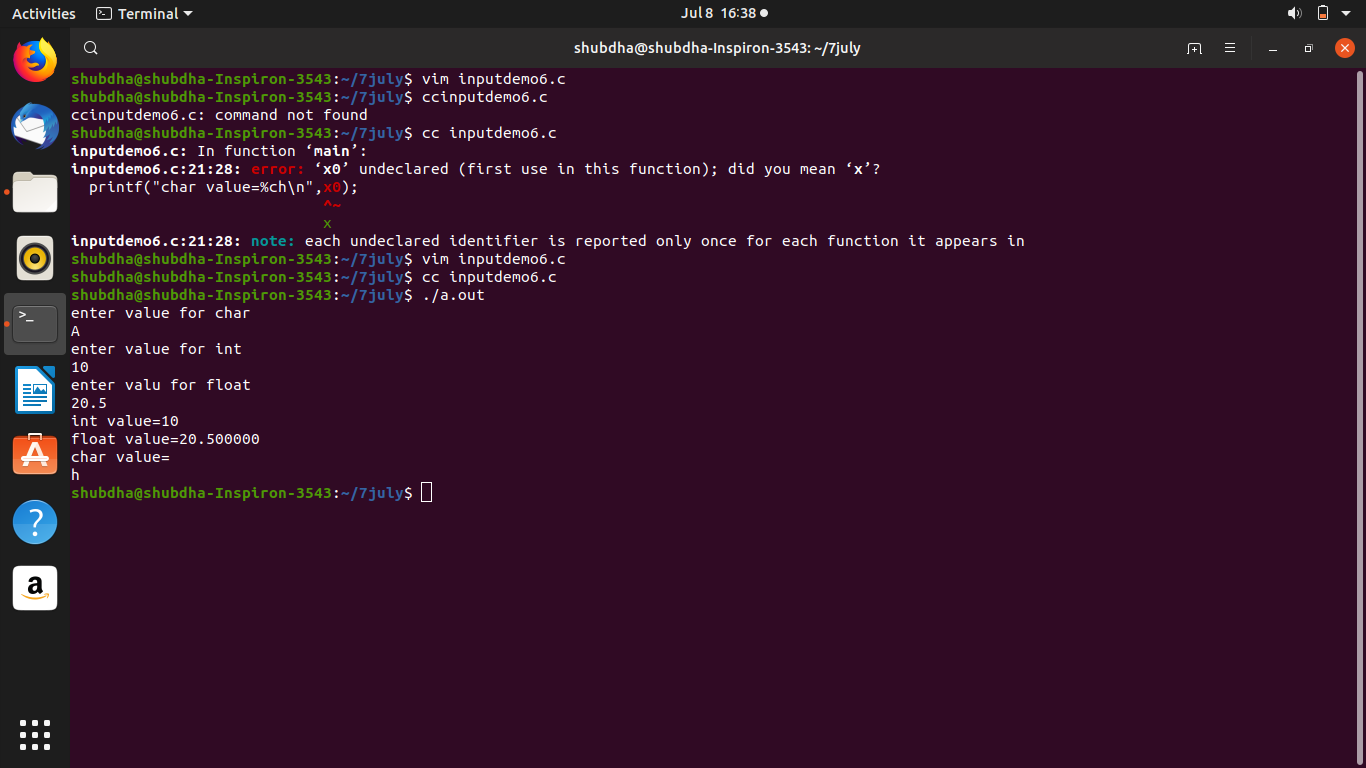 Activities Terminal Jul 8 16:38
shubdha@shubdha-Inspiron-3543: ~/7july
shubdha@shubdha-Inspiron-3543:~/7july$ vim inputdemo6.c
shubdha@shubdha-Inspiron-3543:~/7july$ ccinputdemo6.c
ccinputdemo6.c: command not found
shubdha@shubdha-Inspiron-3543:~/7july$ cc inputdemo6.c
inputdemo6.c: In function ‘main’:
inputdemo6.c:21:28: error: ‘x0’ undeclared (first use in this function); did you mean ‘x’?
  printf("char value=%ch\n",x0);
                            ^~
                            x
inputdemo6.c:21:28: note: each undeclared identifier is reported only once for each function it appears in
shubdha@shubdha-Inspiron-3543:~/7july$ vim inputdemo6.c
shubdha@shubdha-Inspiron-3543:~/7july$ cc inputdemo6.c
shubdha@shubdha-Inspiron-3543:~/7july$ ./a.out
enter value for char
A
enter value for int
10
enter valu for float
20.5
int value=10
float value=20.500000
char value=
h
shubdha@shubdha-Inspiron-3543:~/7july$